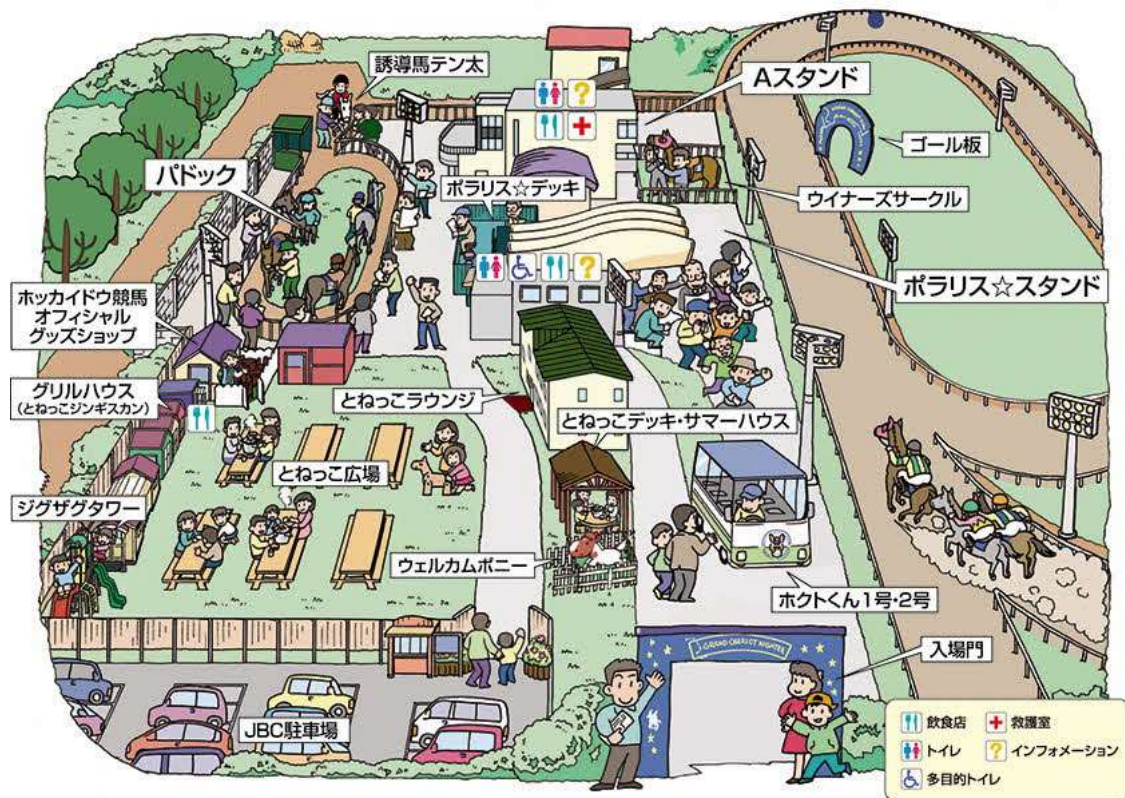 誘導馬テン太
Aスタンド
ゴール板
パドック
ポラリス☆デッキ
ウイナーズサークル
ポラリス☆スタンド
ホッカイドウ競馬
オフィシャル
グッズショップ
グリルハウス
(とねっこジンギスカン)
とねっこラウンジ
とねっこデッキ・サマーハウス
とねっこ広場
ジグザグタワー
ウェルカムポニー
ホクトくん1号・2号
GRAND CHARIOT NIGHTER
入場門
JBC駐車場
飲食店
救護室
トイレ
インフォメーション
多目的トイレ